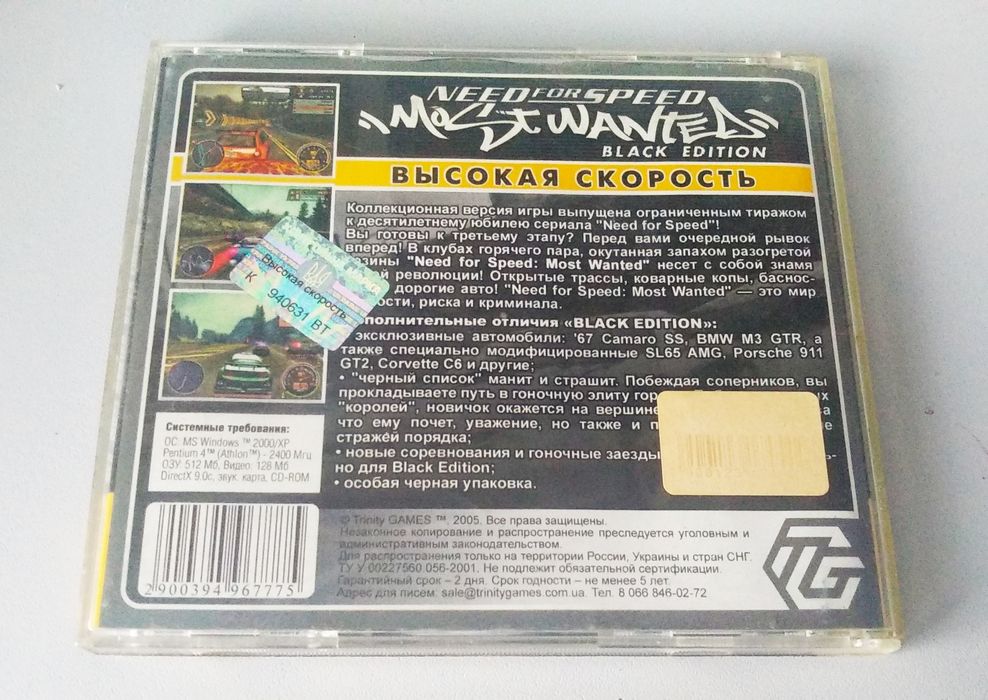 NEED FOR SPEED
MOST WANTED
BLACK EDITION
ВЫСОКАЯ СКОРОСТЬ
Коллекционная версия игры выпущена ограниченным тиражом
к десятилетнему юбилею сериала "Need for Speed"!
Вы готовы к третьему этапу? Перед вами очередной рывок
вперед! В клубах горячего пара, окутанная запахом разогретой
"Need for Speed: Most Wanted" несет с собой знамя
революции! Открытые трассы, коварные копы, баснос-
дорогие авто! "Need for Speed: Most Wanted" — это мир
риска и криминала.
отличия «BLACK EDITION»:
эксклюзивные автомобили: '67 Camaro SS, BMW M3 GTR, а
также специально модифицированные SL65 AMG, Porsche 911
GT2, Corvette C6 и другие;
• "черный список" манит и страшит. Побеждая соперников, вы
прокладываете путь в гоночную элиту
"королей", новичок окажется на вершине
что ему почет, уважение, но также и
стражей порядка;
• новые соревнования и гоночные заезды
но для Black Edition;
• особая черная упаковка.
Высокая скорость
К 940631 ВТ
Системные требования:
ОС: MS Windows ™ 2000/XP
Pentium 4™ (Athlon™) - 2400 Мгц
ОЗУ: 512 Мб, Видео: 128 Мб
DirectX 9.0c, звук. карта, CD-ROM
2900394967775
© Trinity GAMES ™, 2005. Все права защищены.
Незаконное копирование и распространение преследуется уголовным и
административным законодательством.
Для распространения только на территории России, Украины и стран СНГ.
ТУ У 00227560.056-2001. Не подлежит обязательной сертификации.
Гарантийный срок – 2 дня. Срок годности – не менее 5 лет.
Адрес для писем: sale@trinitygames.com.ua. Тел. 8 066 846-02-72
TG